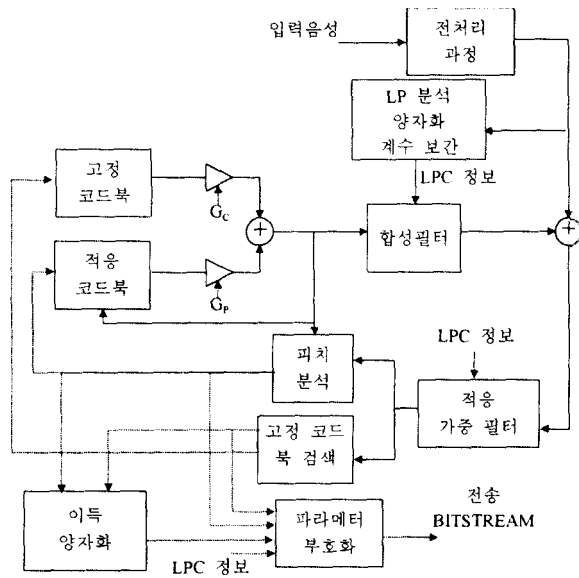 입력음성
전처리
과정
LP 분석
양자화
계수 보간
LPC 정보
고정
코드북
G_C
적응
코드북
G_P
합성필터
피치
분석
LPC 정보
적응
가중 필터
고정 코드
북 검색
이득
양자화
LPC 정보
파라메터
부호화
전송
BITSTREAM